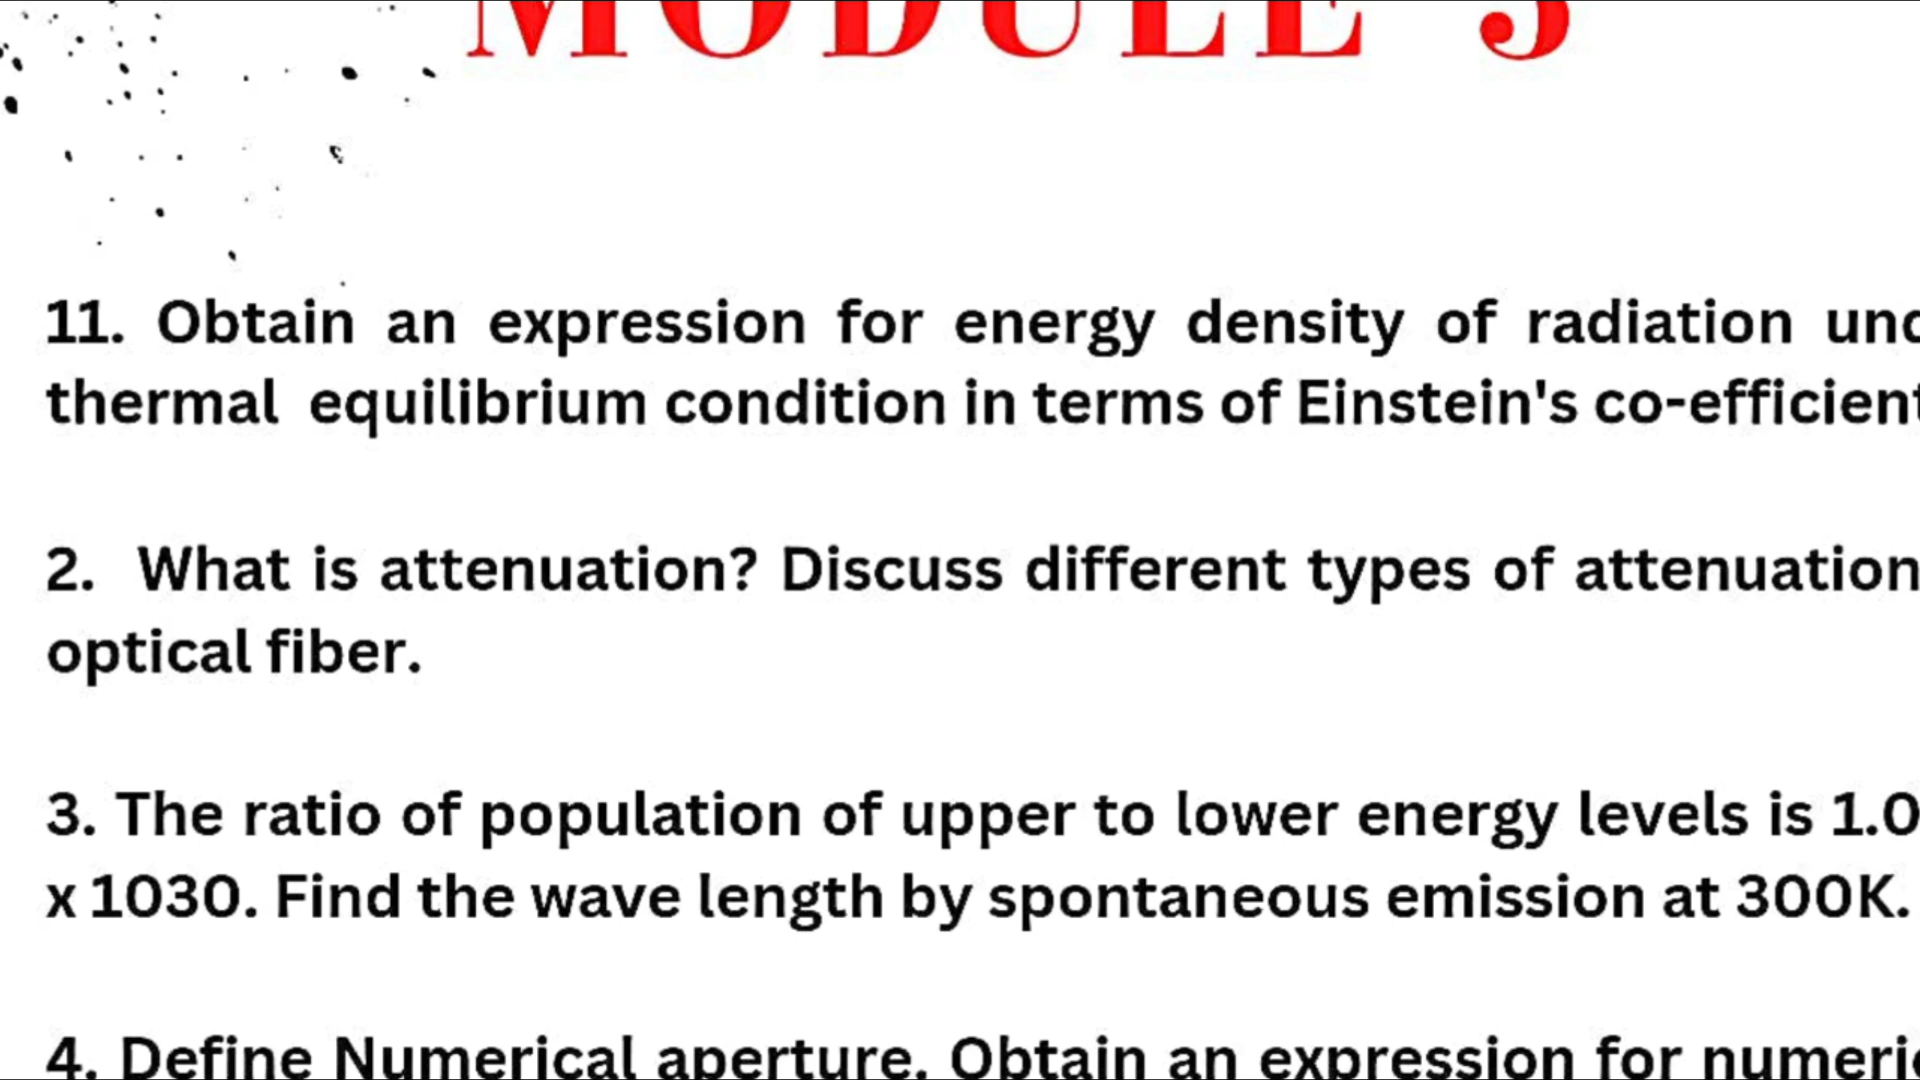 MODULE
11. Obtain an expression for energy density of radiation
thermal equilibrium condition in terms of Einstein's co-efficient
2. What is attenuation? Discuss different types of attenuation
optical fiber.
3. The ratio of population of upper to lower energy levels is 1.0
x 1030. Find the wave length by spontaneous emission at 300K.
4. Define Numerical aperture. Obtain an expression for